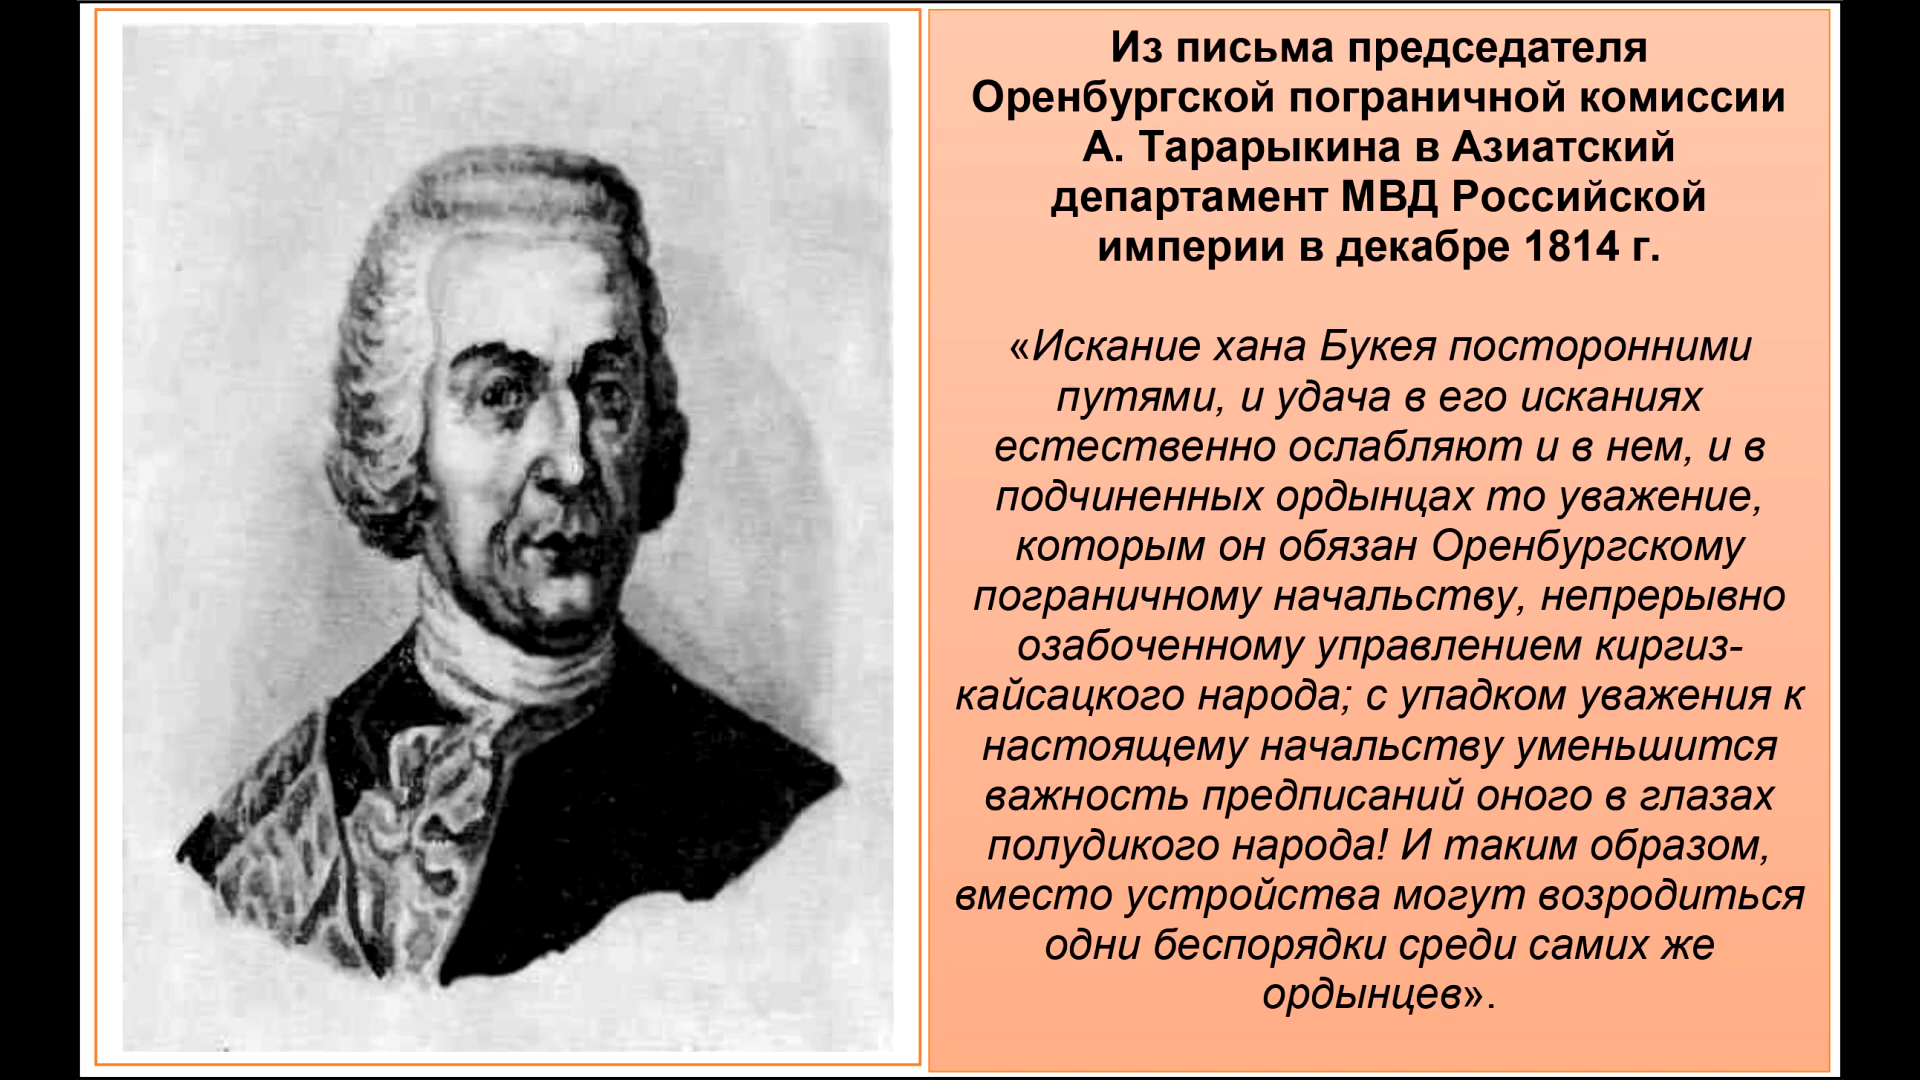 Из письма председателя
Оренбургской пограничной комиссии
А. Тарарыкина в Азиатский
департамент МВД Российской
империи в декабре 1814 г.
«Искание хана Букея посторонними
путями, и удача в его исканиях
естественно ослабляют и в нем, и в
подчиненных ордынцах то уважение,
которым он обязан Оренбургскому
пограничному начальству, непрерывно
озабоченному управлением киргиз-
кайсацкого народа; с упадком уважения к
настоящему начальству уменьшится
важность предписаний оного в глазах
полудикого народа! И таким образом,
вместо устройства могут возродиться
одни беспорядки среди самих же
ордынцев».